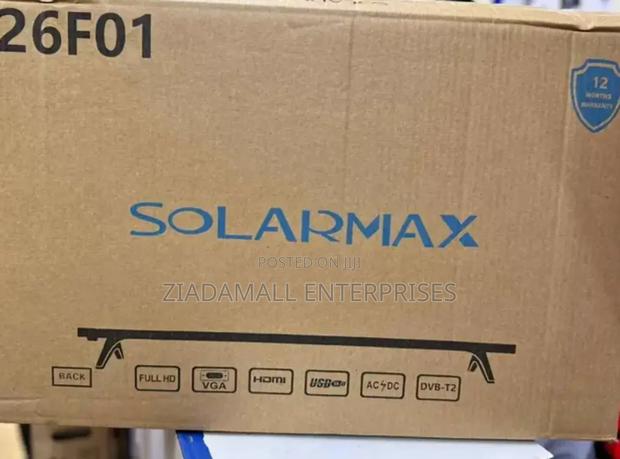 26F01
12
MONTHS
WARRANTY
SOLARMAX
POSTED ON JIJI
ZIADAMALL ENTERPRISES
BACK
FULL HD
VGA
HDMI
USB
AC DC
DVB-T2